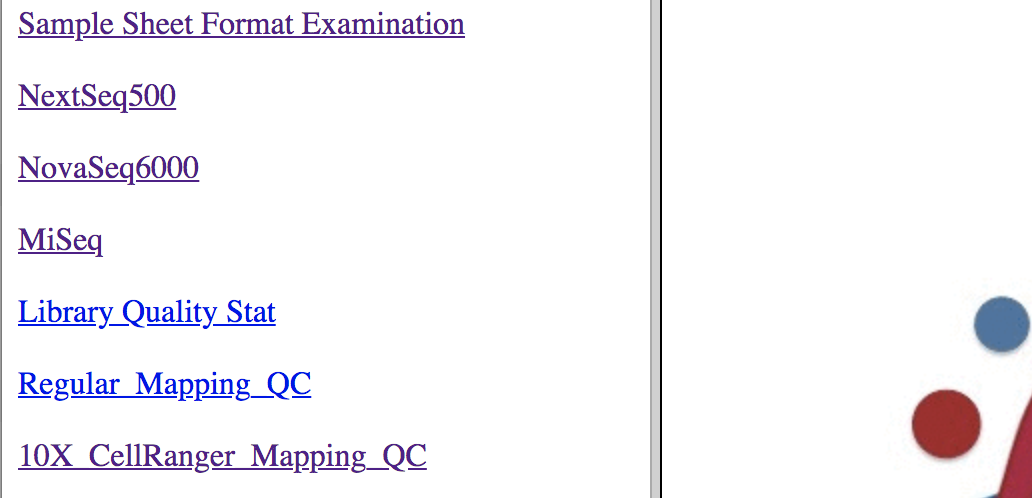 Sample Sheet Format Examination
NextSeq500
NovaSeq6000
MiSeq
Library Quality Stat
Regular_Mapping_QC
10X_CellRanger_Mapping_QC